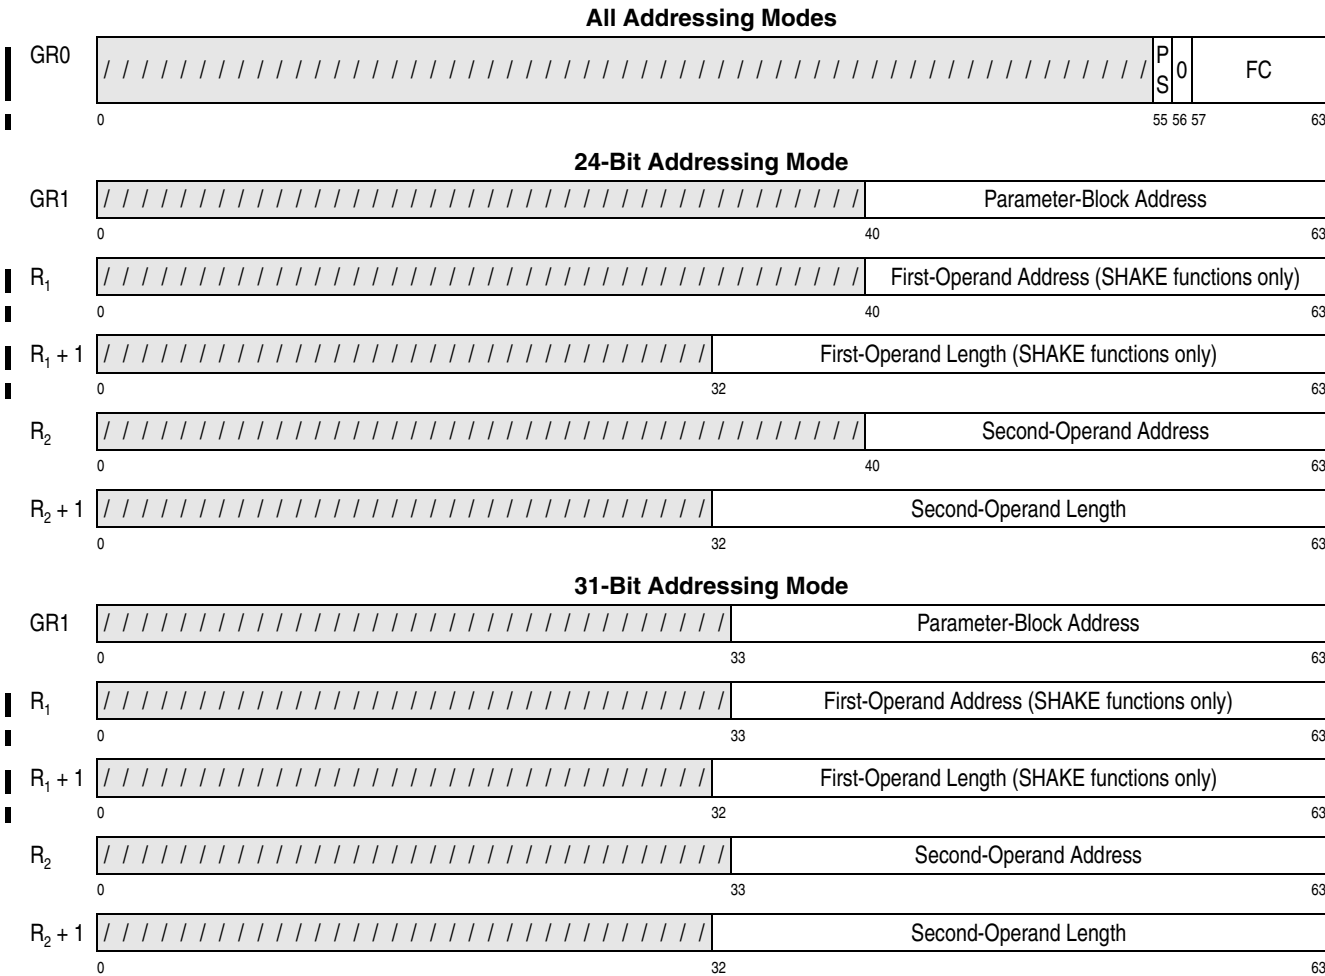 All Addressing Modes
GR0 / / / / / / / / / / / / / / / / / / / / / / / / / / / / / / / / / / / / / / / / / / / / / / / / / / / / / / / PS 0 FC
0 55 56 57 63
24-Bit Addressing Mode
GR1 / / / / / / / / / / / / / / / / / / / / / / / / / / / / / / / / / / / / / / / / Parameter-Block Address
0 40 63
R1 / / / / / / / / / / / / / / / / / / / / / / / / / / / / / / / / / / / / / / / / First-Operand Address (SHAKE functions only)
0 40 63
R1 + 1 / / / / / / / / / / / / / / / / / / / / / / / / / / / / / / / / First-Operand Length (SHAKE functions only)
0 32 63
R2 / / / / / / / / / / / / / / / / / / / / / / / / / / / / / / / / / / / / / / / / Second-Operand Address
0 40 63
R2 + 1 / / / / / / / / / / / / / / / / / / / / / / / / / / / / / / / / Second-Operand Length
0 32 63
31-Bit Addressing Mode
GR1 / / / / / / / / / / / / / / / / / / / / / / / / / / / / / / / / / Parameter-Block Address
0 33 63
R1 / / / / / / / / / / / / / / / / / / / / / / / / / / / / / / / / / First-Operand Address (SHAKE functions only)
0 33 63
R1 + 1 / / / / / / / / / / / / / / / / / / / / / / / / / / / / / / / / First-Operand Length (SHAKE functions only)
0 32 63
R2 / / / / / / / / / / / / / / / / / / / / / / / / / / / / / / / / / Second-Operand Address
0 33 63
R2 + 1 / / / / / / / / / / / / / / / / / / / / / / / / / / / / / / / / Second-Operand Length
0 32 63